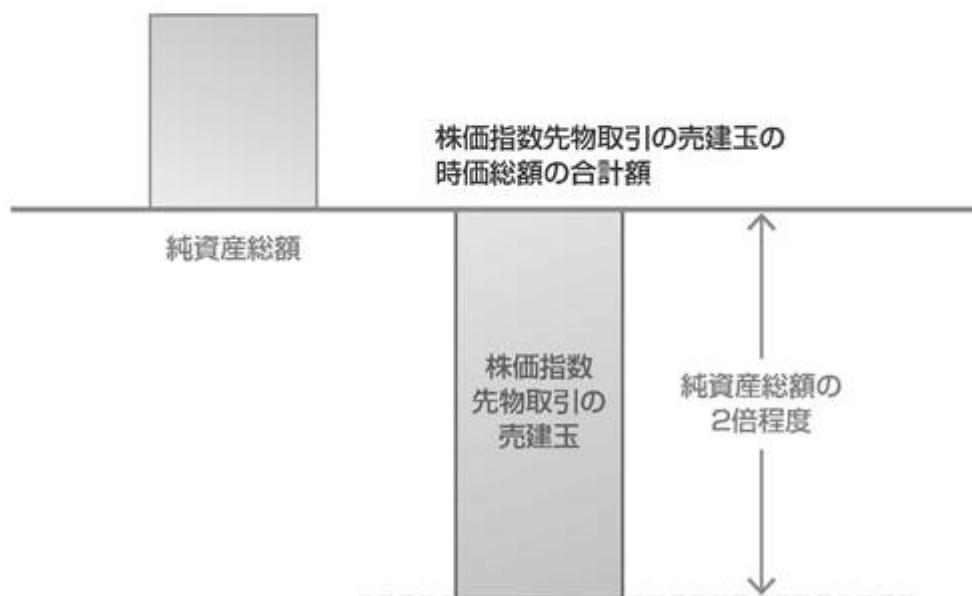 株価指数先物取引の売建玉の
時価総額の合計額
純資産総額
株価指数
先物取引の
売建玉
純資産総額の
2倍程度